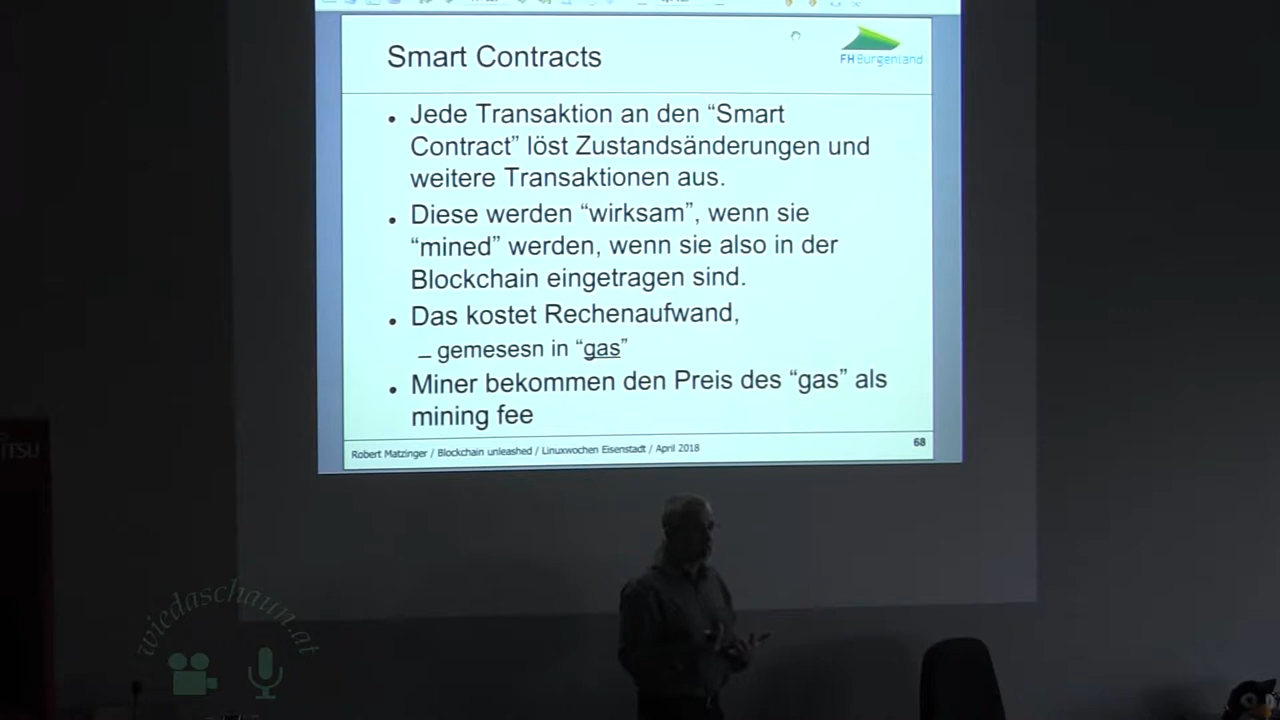 Smart Contracts
FH Burgenland
• Jede Transaktion an den “Smart
Contract” löst Zustandsänderungen und
weitere Transaktionen aus.
• Diese werden “wirksam”, wenn sie
“mined” werden, wenn sie also in der
Blockchain eingetragen sind.
• Das kostet Rechenaufwand,
– gemesesn in “gas”
• Miner bekommen den Preis des “gas” als
mining fee
Robert Matzinger / Blockchain unleashed / Linuxwochen Eisenstadt / April 2018
68
ITSU
wiedaschaun.at